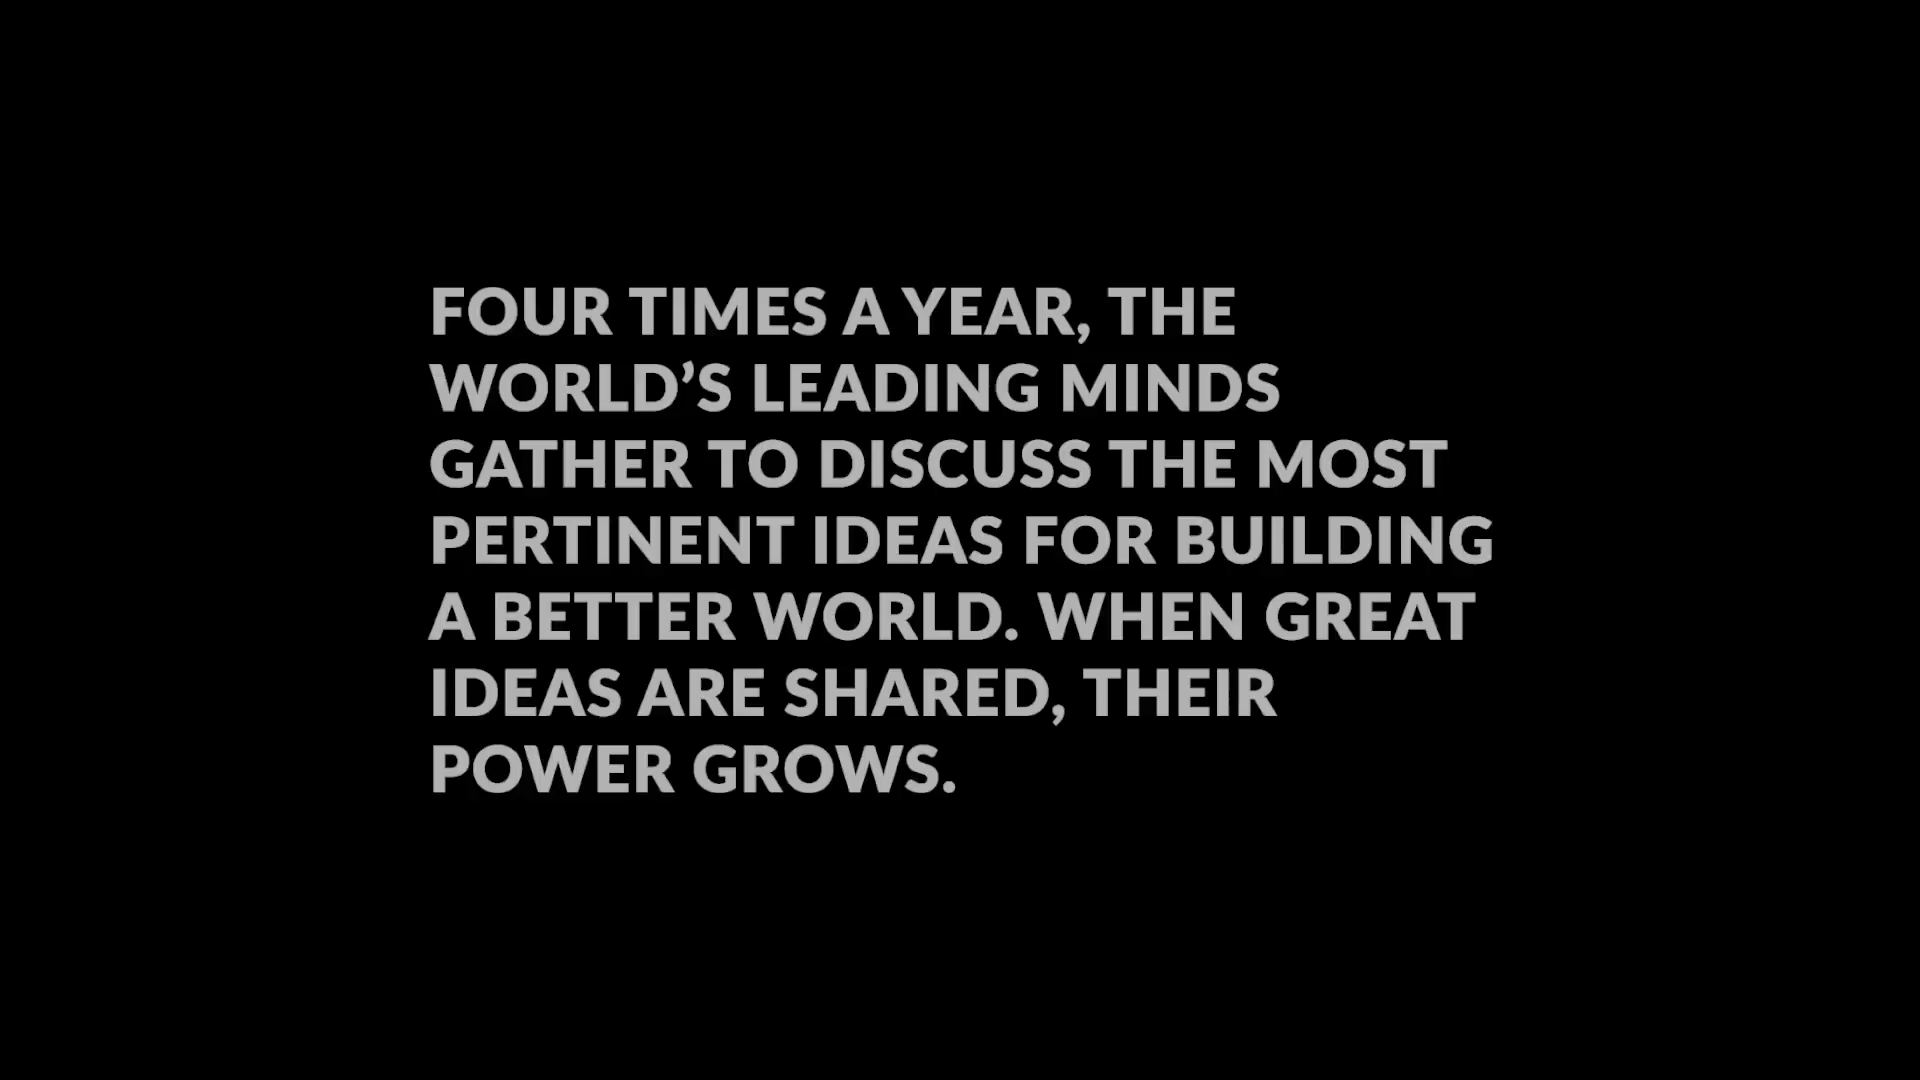 FOUR TIMES A YEAR, THE
WORLD’S LEADING MINDS
GATHER TO DISCUSS THE MOST
PERTINENT IDEAS FOR BUILDING
A BETTER WORLD. WHEN GREAT
IDEAS ARE SHARED, THEIR
POWER GROWS.